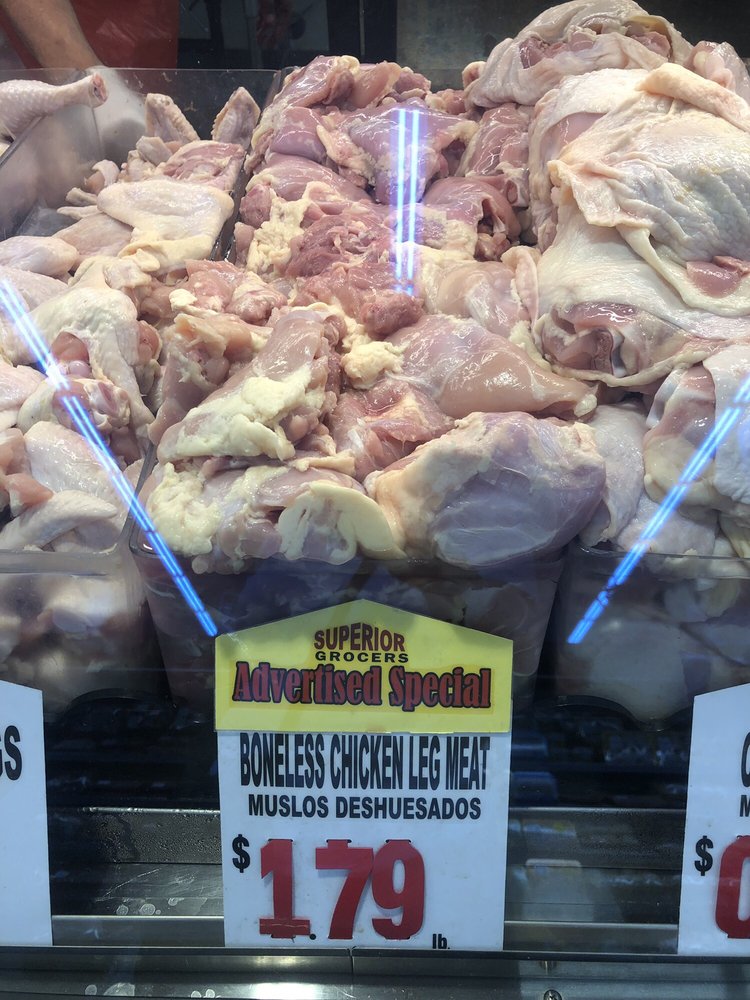 SUPERIOR
GROCERS
Advertised Special
BONELESS CHICKEN LEG MEAT
MUSLOS DESHUESADOS
$1.79
lb.
$